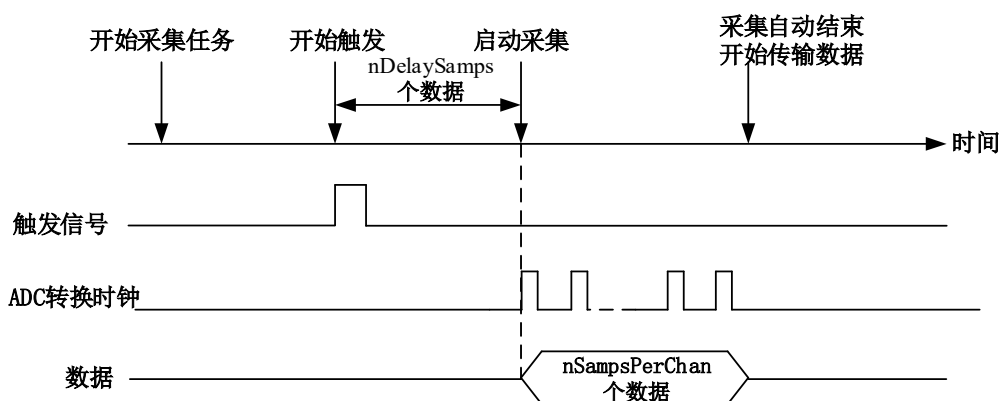 开始采集任务
开始触发
启动采集
采集自动结束
开始传输数据
nDelaySamps
个数据
时间
触发信号
ADC转换时钟
数据
nSampsPerChan
个数据